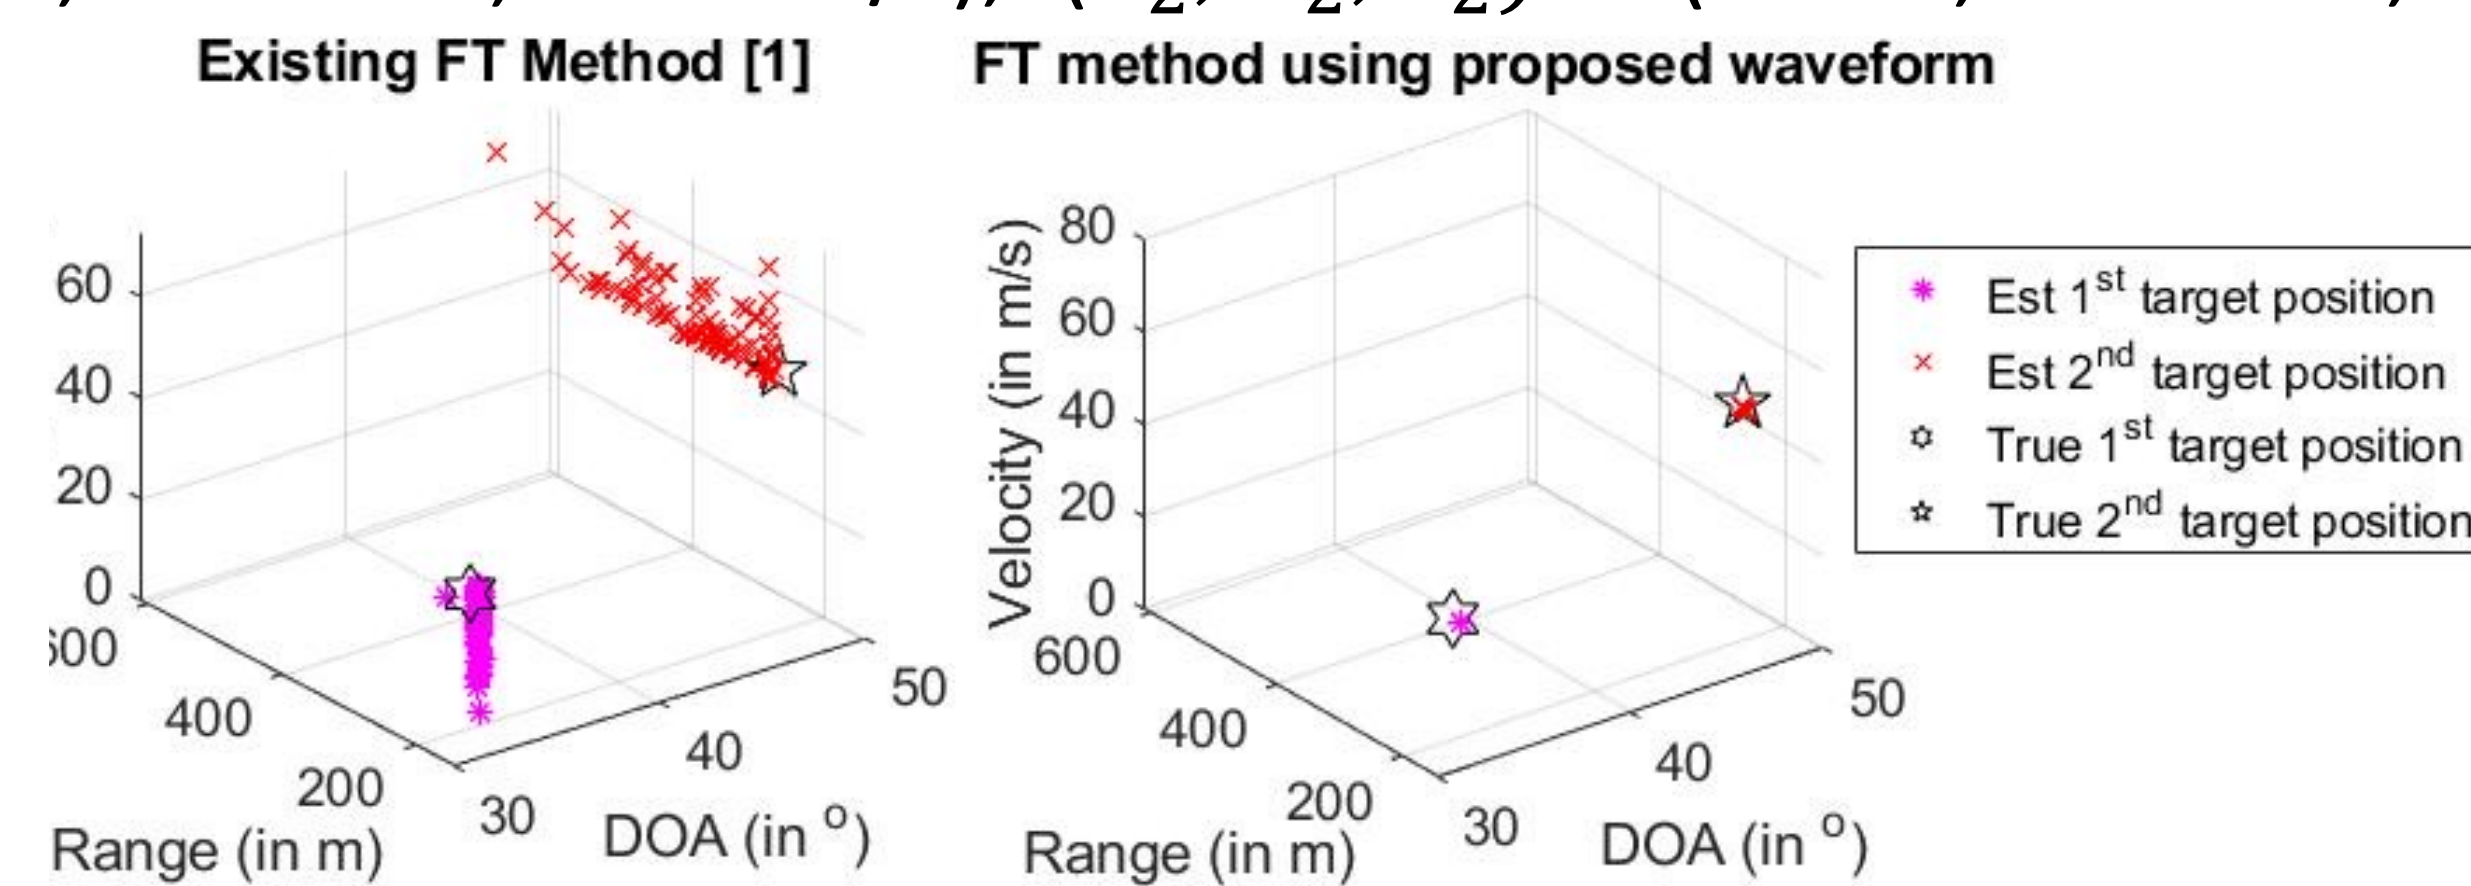 Existing FT Method [1]
60
40
20
0
400
200
Range (in m)
30
40
50
DOA (in °)
FT method using proposed waveform
Velocity (in m/s)
80
60
40
20
0
600
400
200
Range (in m)
30
40
50
DOA (in °)
Est 1st target position
Est 2nd target position
True 1st target position
True 2nd target position